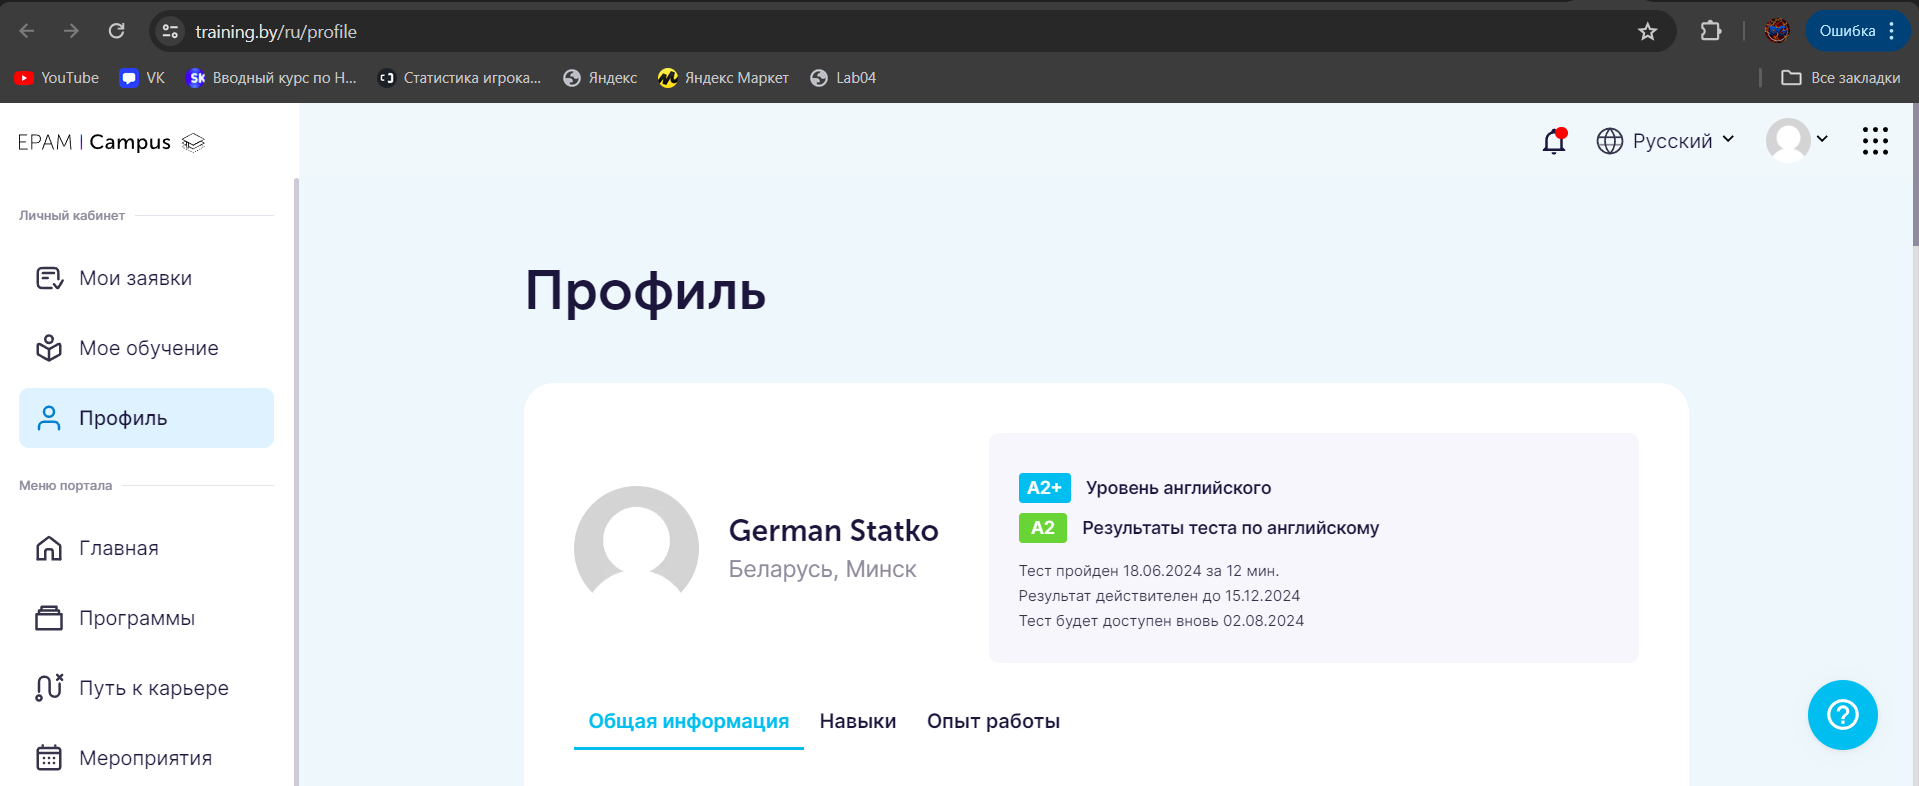 training.by/ru/profile
Ошибка
YouTube
VK
Вводный курс по Н...
Статистика игрока...
Яндекс
Яндекс Маркет
Lab04
Все закладки
EPAM | Campus
Русский
Личный кабинет
Мои заявки
Мое обучение
Профиль
Меню портала
Главная
Программы
Путь к карьере
Мероприятия
Профиль
German Statko
Беларусь, Минск
A2+ Уровень английского
A2 Результаты теста по английскому
Тест пройден 18.06.2024 за 12 мин.
Результат действителен до 15.12.2024
Тест будет доступен вновь 02.08.2024
Общая информация Навыки Опыт работы